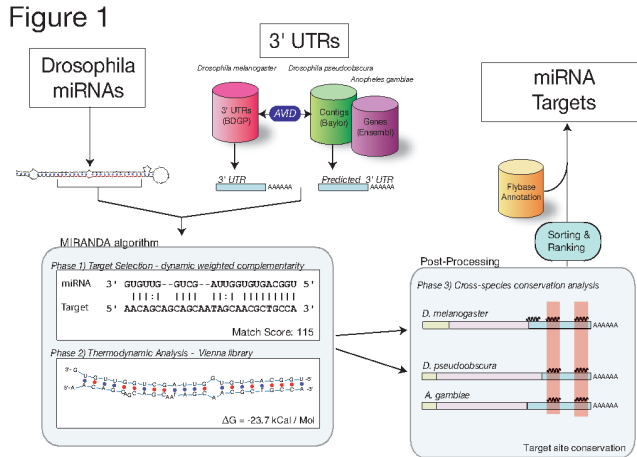 Figure 1
3' UTRs
Drosophila
miRNAs
Drosophila melanogaster
Drosophila pseudoobscura
Anopheles gambiae
miRNA
Targets
3' UTRs
(BDGP)
AVID
Contigs
(Baylor)
Genes
(Ensembl)
Flybase
Annotation
3' UTR
AAAAAA
Predicted 3' UTR
AAAAAA
Sorting &
Ranking
MIRANDA algorithm
Phase 1) Target Selection - dynamic weighted complementarity
miRNA 3' GUGUUG--GUCG--AUUGGUGUGACGGU 5'
Target 5' AACAGCAGCAGCAAUAGCAACGCUGCCA 3'
Match Score: 115
Phase 2) Thermodynamic Analysis - Vienna library
ΔG = -23.7 kCal / Mol
Post-Processing
Phase 3) Cross-species conservation analysis
D. melanogaster
AAAAAA
D. pseudoobscura
AAAAAA
A. gambiae
AAAAAA
Target site conservation